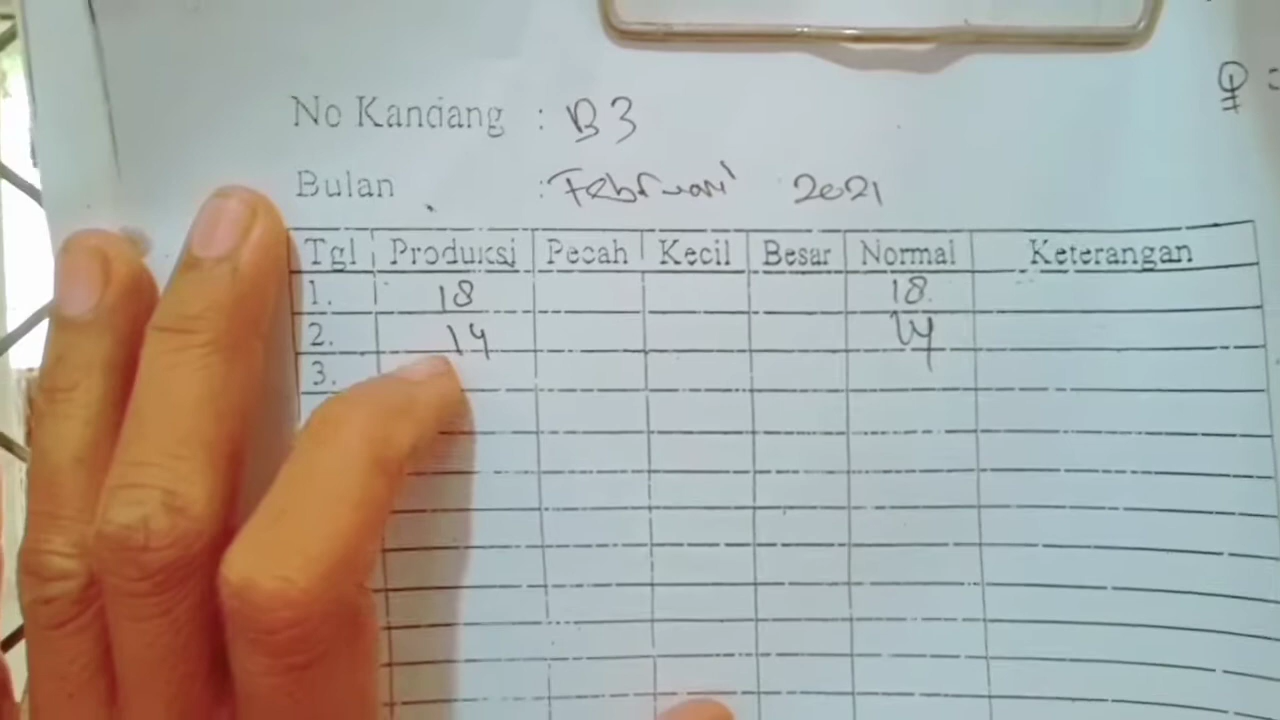 No Kandang : B3
Bulan : Februari 2021
Tgl Produksi Pecah Kecil Besar Normal Keterangan
1. 18 18
2. 14 14
3.